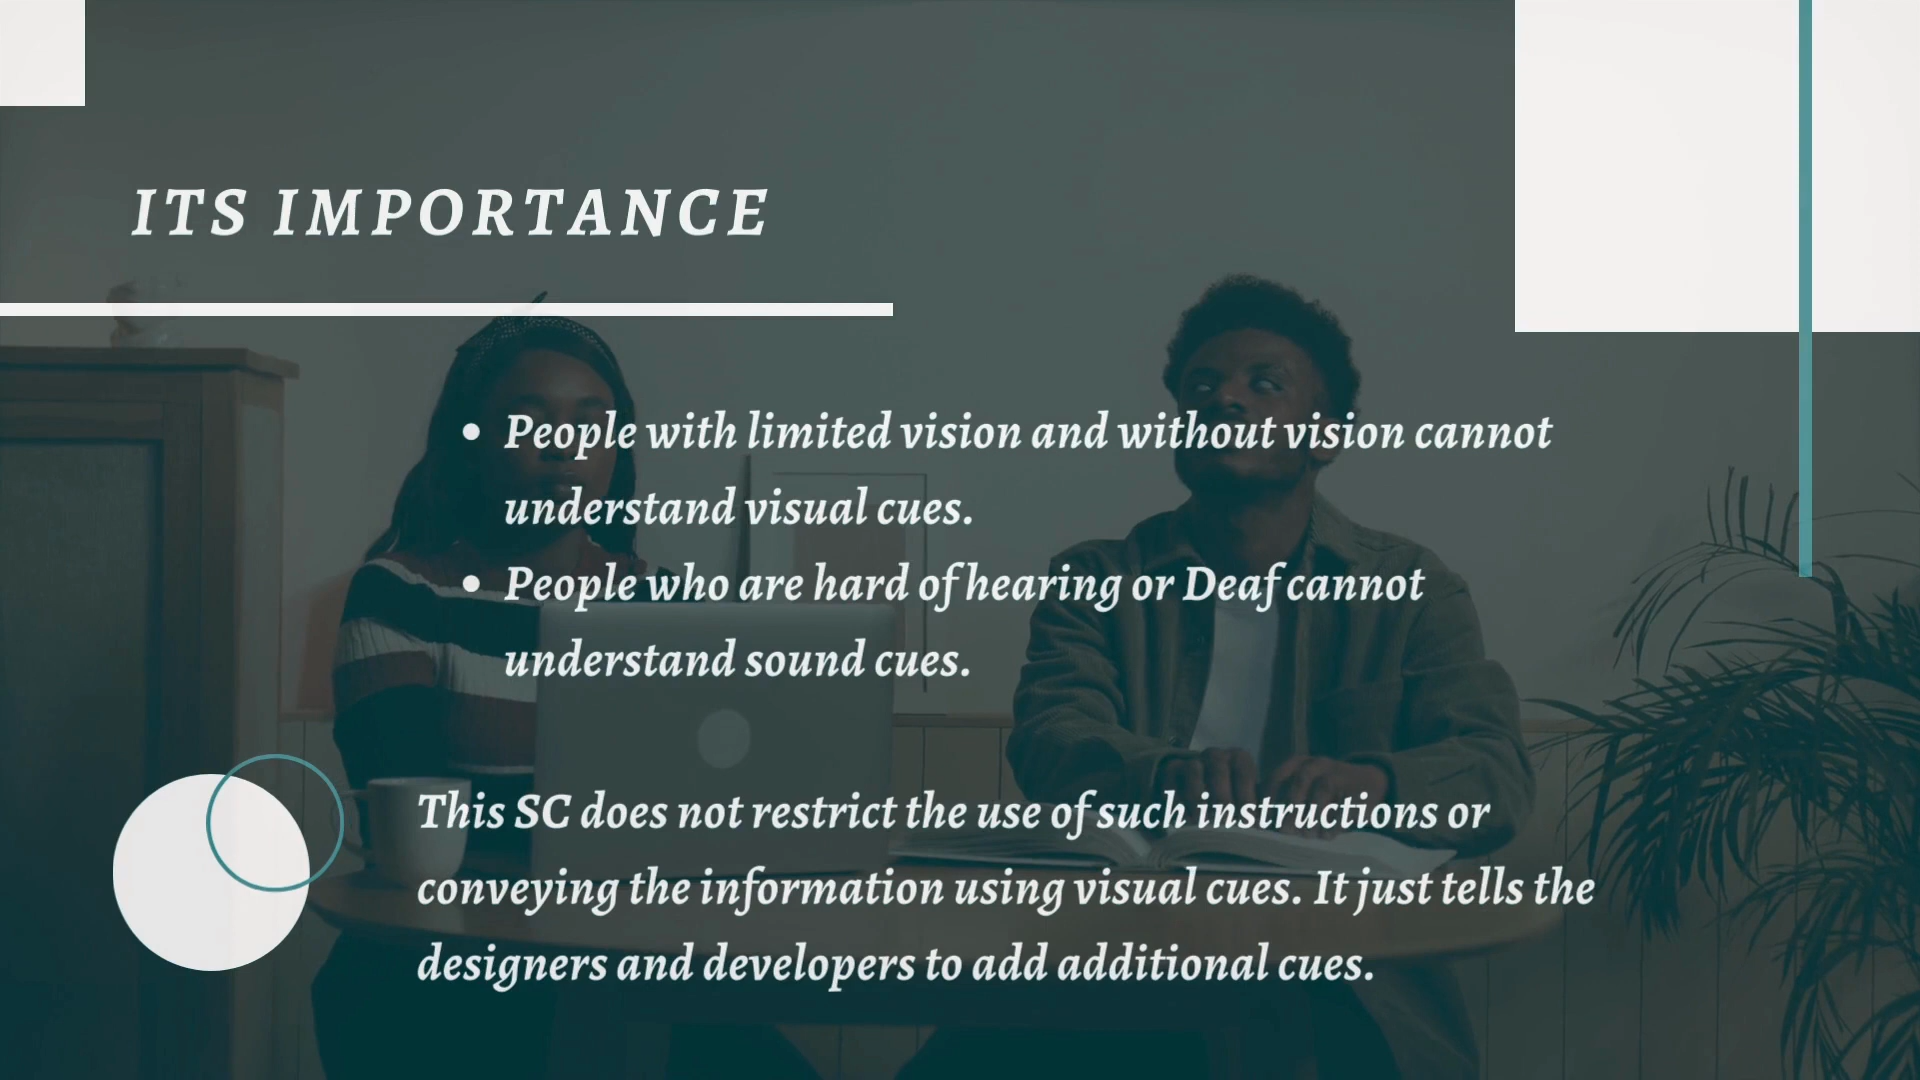 ITS IMPORTANCE
• People with limited vision and without vision cannot
understand visual cues.
• People who are hard of hearing or Deaf cannot
understand sound cues.
This SC does not restrict the use of such instructions or
conveying the information using visual cues. It just tells the
designers and developers to add additional cues.